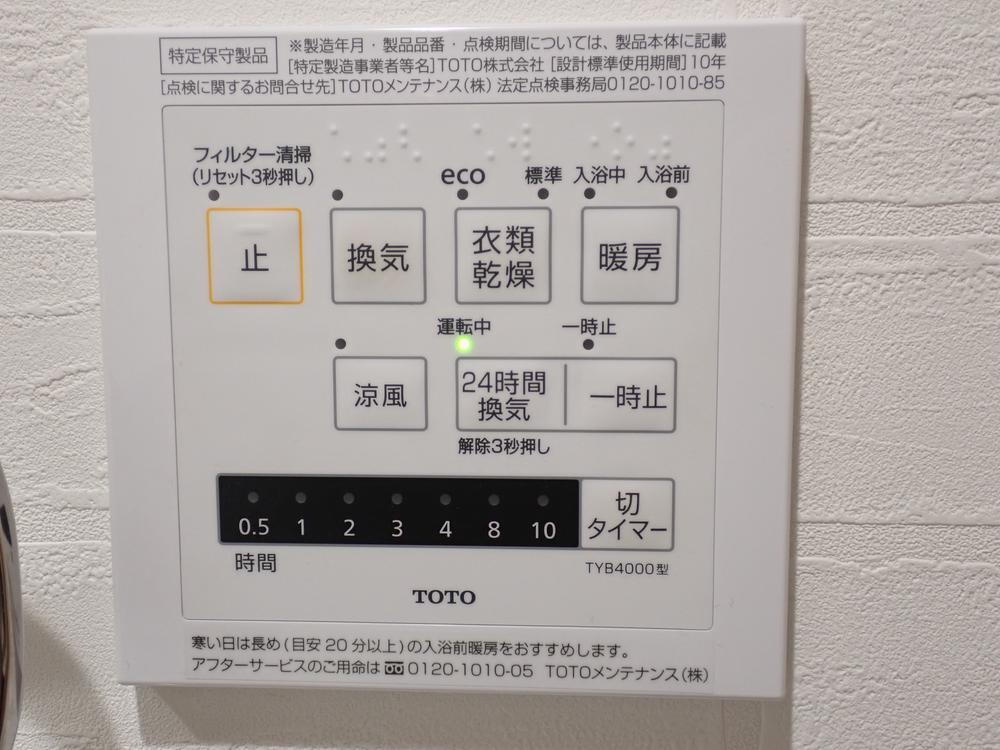 特定保守製品
※製造年月・製品品番・点検期間については、製品本体に記載
[特定製造事業者等名]TOTO株式会社 [設計標準使用期間]10年
[点検に関するお問合せ先]TOTOメンテナンス(株) 法定点検事務局0120-1010-85
フィルター清掃
(リセット3秒押し)
eco 標準 入浴中 入浴前
止 換気 衣類 暖房
乾燥
運転中 一時止
涼風 24時間 一時止
換気
解除3秒押し
0.5 1 2 3 4 8 10 切
タイマー
時間
TYB4000型
TOTO
寒い日は長め(目安20分以上)の入浴前暖房をおすすめします。
アフターサービスのご用命は 0120-1010-05 TOTOメンテナンス(株)